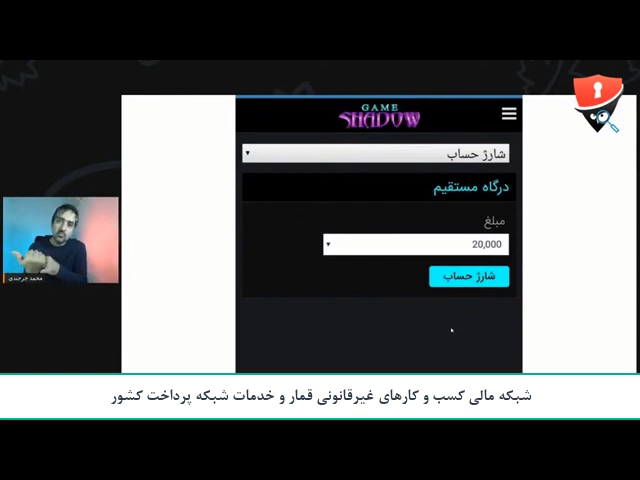 GAME
SHADOW
شارژ حساب
درگاه مستقیم
مبلغ
20,000
شارژ حساب
محمد جرجندی
شبکه مالی کسب و کارهای غیرقانونی قمار و خدمات شبکه پرداخت کشور